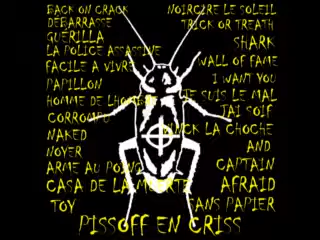 BACK ON CRACK
DÉBARRASSE
GUÉRILLA
LA POLICE ASSASSINE
FACILE A VIVRE
PAPILLON
HOMME DE L'HOMME
CORROMPU
NAKED
NOYER
ARME AU POING
CASA DE LA MUERTE
TOY
NOIRCIRE LE SOLEIL
TRICK OR TREATH
SHARK
WALL OF FAME
I WANT YOU
JE SUIS LE MAL
J'AI SOIF
LA CHOCHE
AND
CAPTAIN
AFRAID
SANS PAPIER
PISSOFF EN CRISS